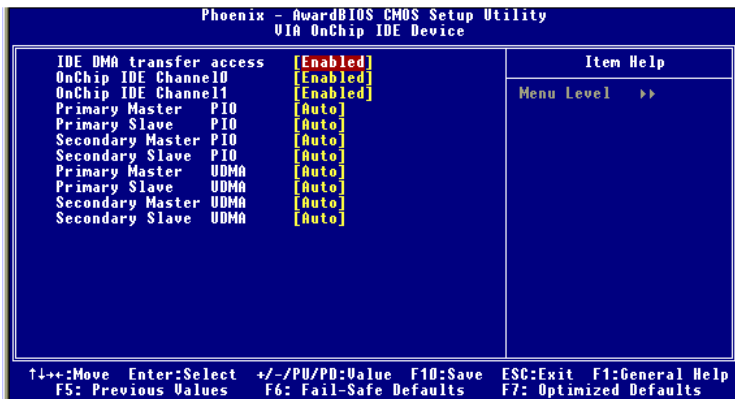 Phoenix - AwardBIOS CMOS Setup Utility
VIA OnChip IDE Device
IDE DMA transfer access [Enabled]
OnChip IDE Channel0 [Enabled]
OnChip IDE Channel1 [Enabled]
Primary Master PIO [Auto]
Primary Slave PIO [Auto]
Secondary Master PIO [Auto]
Secondary Slave PIO [Auto]
Primary Master UDMA [Auto]
Primary Slave UDMA [Auto]
Secondary Master UDMA [Auto]
Secondary Slave UDMA [Auto]
Item Help
Menu Level ▸▸
↑↓→←:Move Enter:Select +/-/PU/PD:Value F10:Save ESC:Exit F1:General Help
F5: Previous Values F6: Fail-Safe Defaults F7: Optimized Defaults